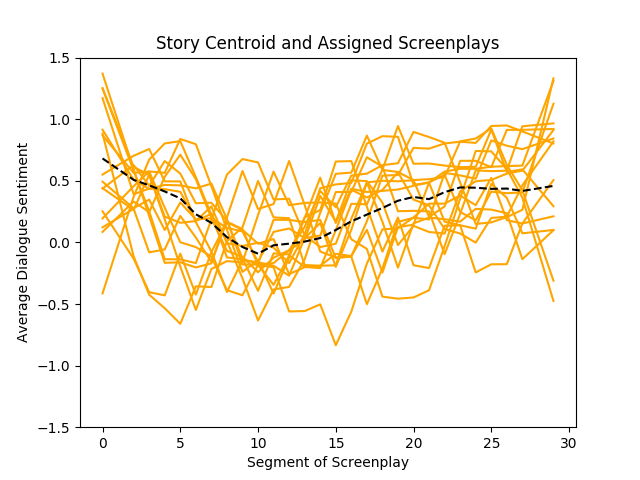 Story Centroid and Assigned Screenplays
Average Dialogue Sentiment
1.5
1.0
0.5
0.0
−0.5
−1.0
−1.5
0 5 10 15 20 25 30
Segment of Screenplay